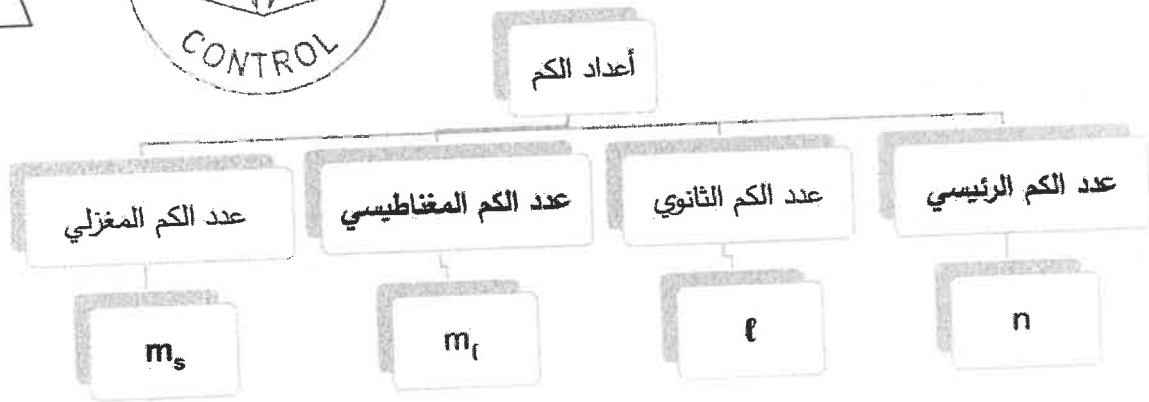 CONTROL
أعداد الكم
عدد الكم الرئيسي
عدد الكم الثانوي
عدد الكم المغناطيسي
عدد الكم المغزلي
n
ℓ
mₗ
mₛ